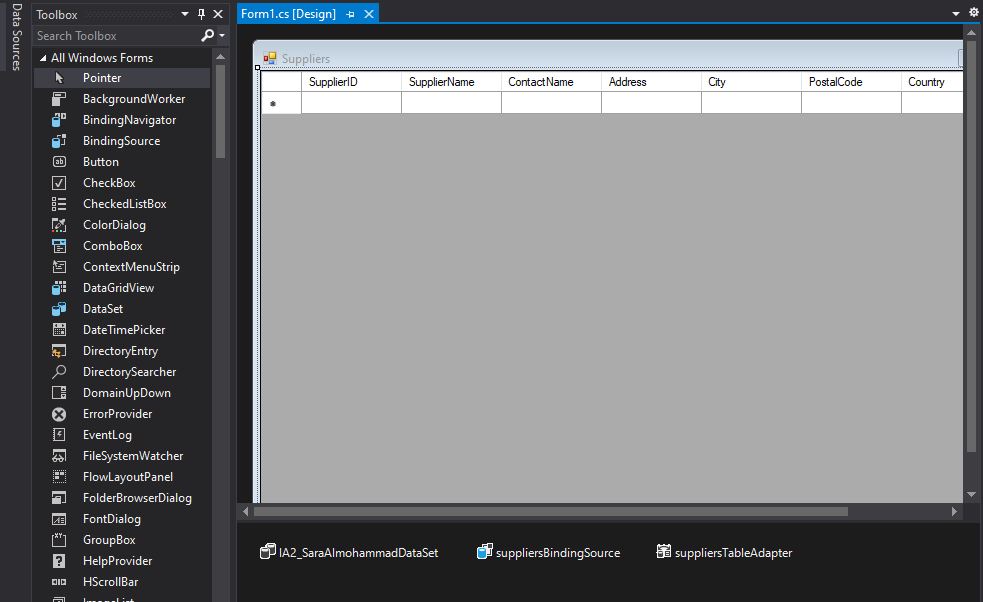 Data Sources
Toolbox
Search Toolbox
All Windows Forms
Pointer
BackgroundWorker
BindingNavigator
BindingSource
Button
CheckBox
CheckedListBox
ColorDialog
ComboBox
ContextMenuStrip
DataGridView
DataSet
DateTimePicker
DirectoryEntry
DirectorySearcher
DomainUpDown
ErrorProvider
EventLog
FileSystemWatcher
FlowLayoutPanel
FolderBrowserDialog
FontDialog
GroupBox
HelpProvider
HScrollBar
ImageList
Form1.cs [Design]
Suppliers
SupplierID SupplierName ContactName Address City PostalCode Country
IA2_SaraAlmohammadDataSet suppliersBindingSource suppliersTableAdapter